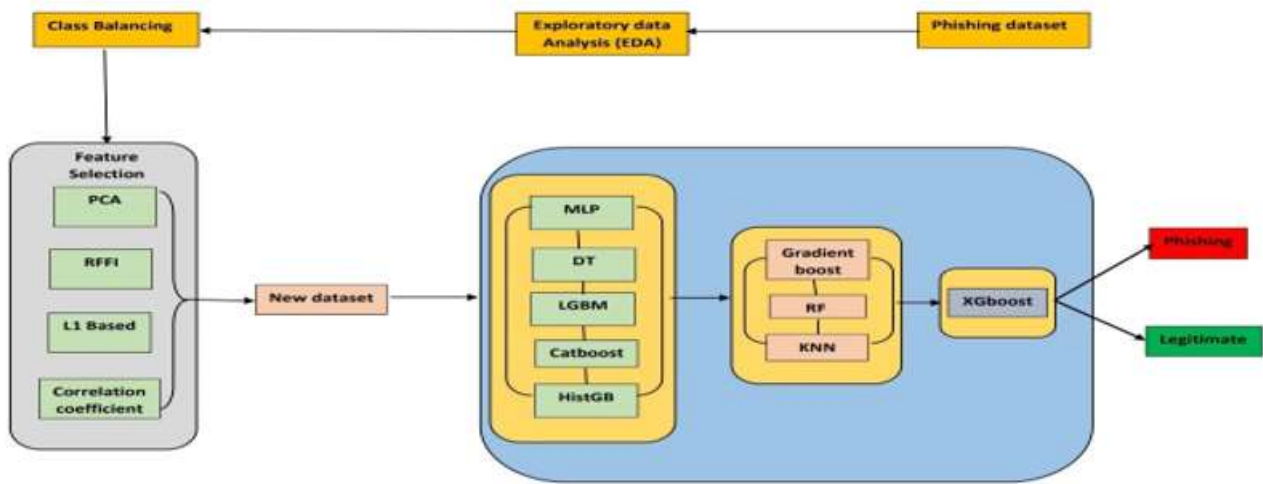 Class Balancing
Exploratory data
Analysis (EDA)
Phishing dataset
Feature
Selection
PCA
RFFI
L1 Based
Correlation
coefficient
New dataset
MLP
DT
LGBM
Catboost
HistGB
Gradient
boost
RF
KNN
XGboost
Phishing
Legitimate